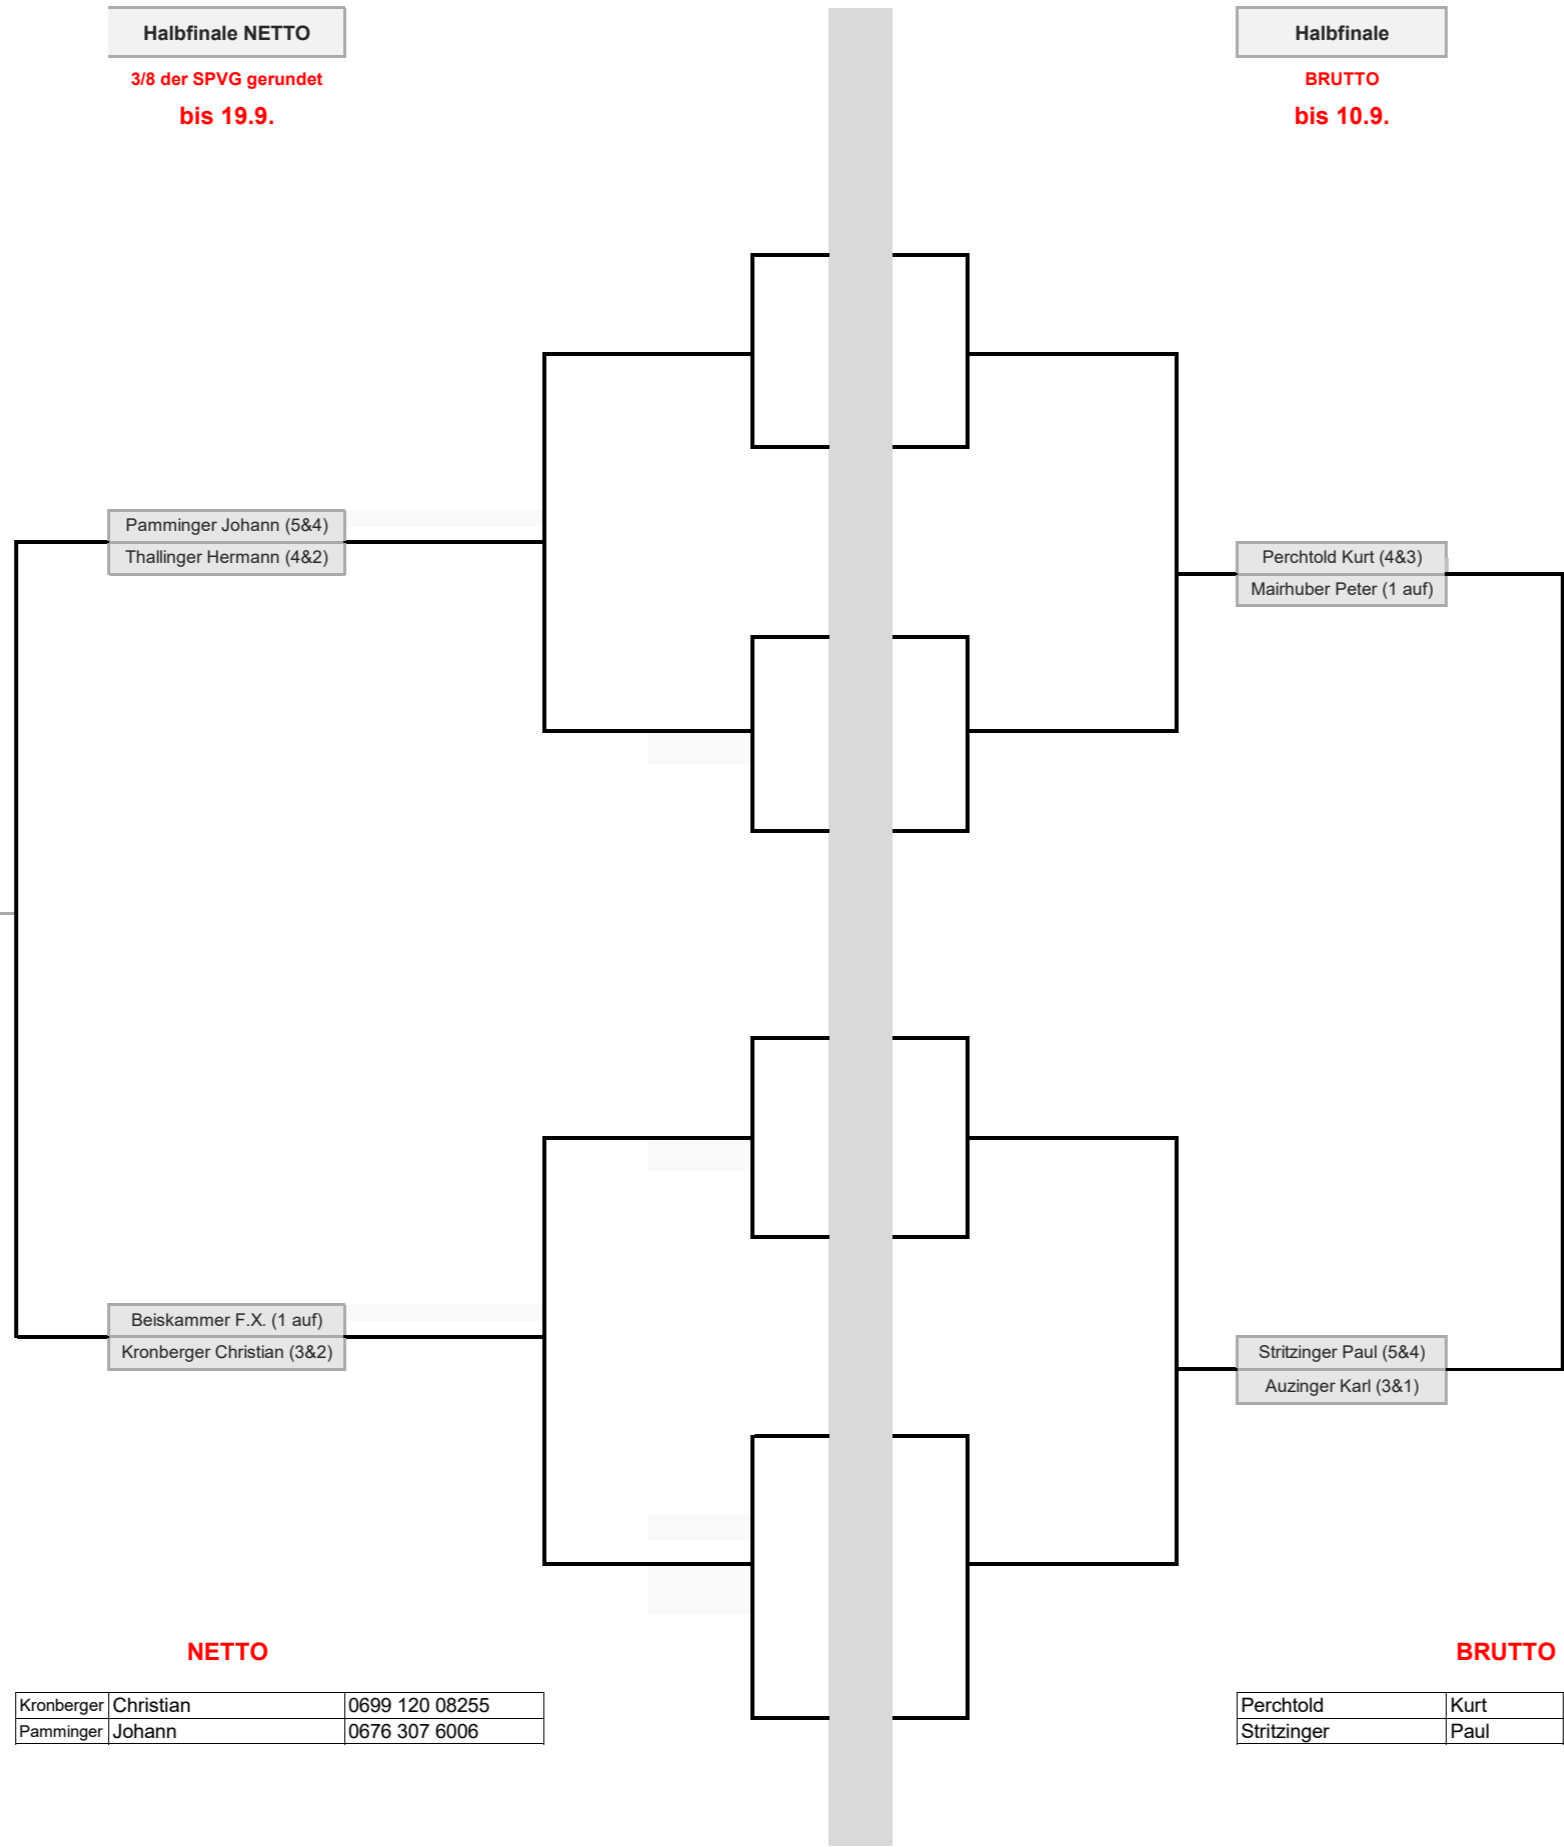 Halbfinale NETTO
3/8 der SPVG gerundet
bis 19.9.
Halbfinale
BRUTTO
bis 10.9.
Pamminger Johann (5&4)
Thallinger Hermann (4&2)
Perchtold Kurt (4&3)
Mairhuber Peter (1 auf)
Beiskammer F.X. (1 auf)
Kronberger Christian (3&2)
Stritzinger Paul (5&4)
Auzinger Karl (3&1)
NETTO
Kronberger Christian 0699 120 08255
Pamminger Johann 0676 307 6006
BRUTTO
Perchtold Kurt
Stritzinger Paul